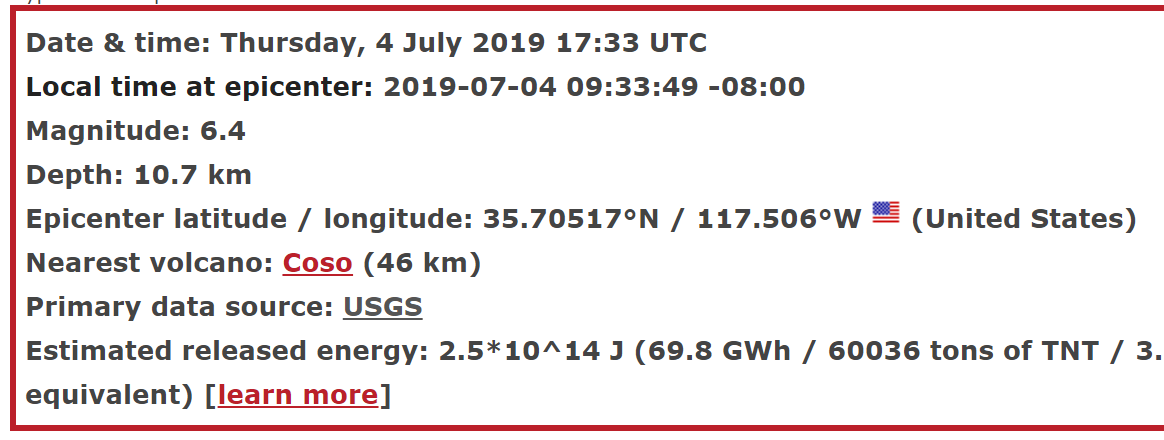 Date & time: Thursday, 4 July 2019 17:33 UTC
Local time at epicenter: 2019-07-04 09:33:49 -08:00
Magnitude: 6.4
Depth: 10.7 km
Epicenter latitude / longitude: 35.70517°N / 117.506°W (United States)
Nearest volcano: Coso (46 km)
Primary data source: USGS
Estimated released energy: 2.5*10^14 J (69.8 GWh / 60036 tons of TNT / 3.
equivalent) [learn more]